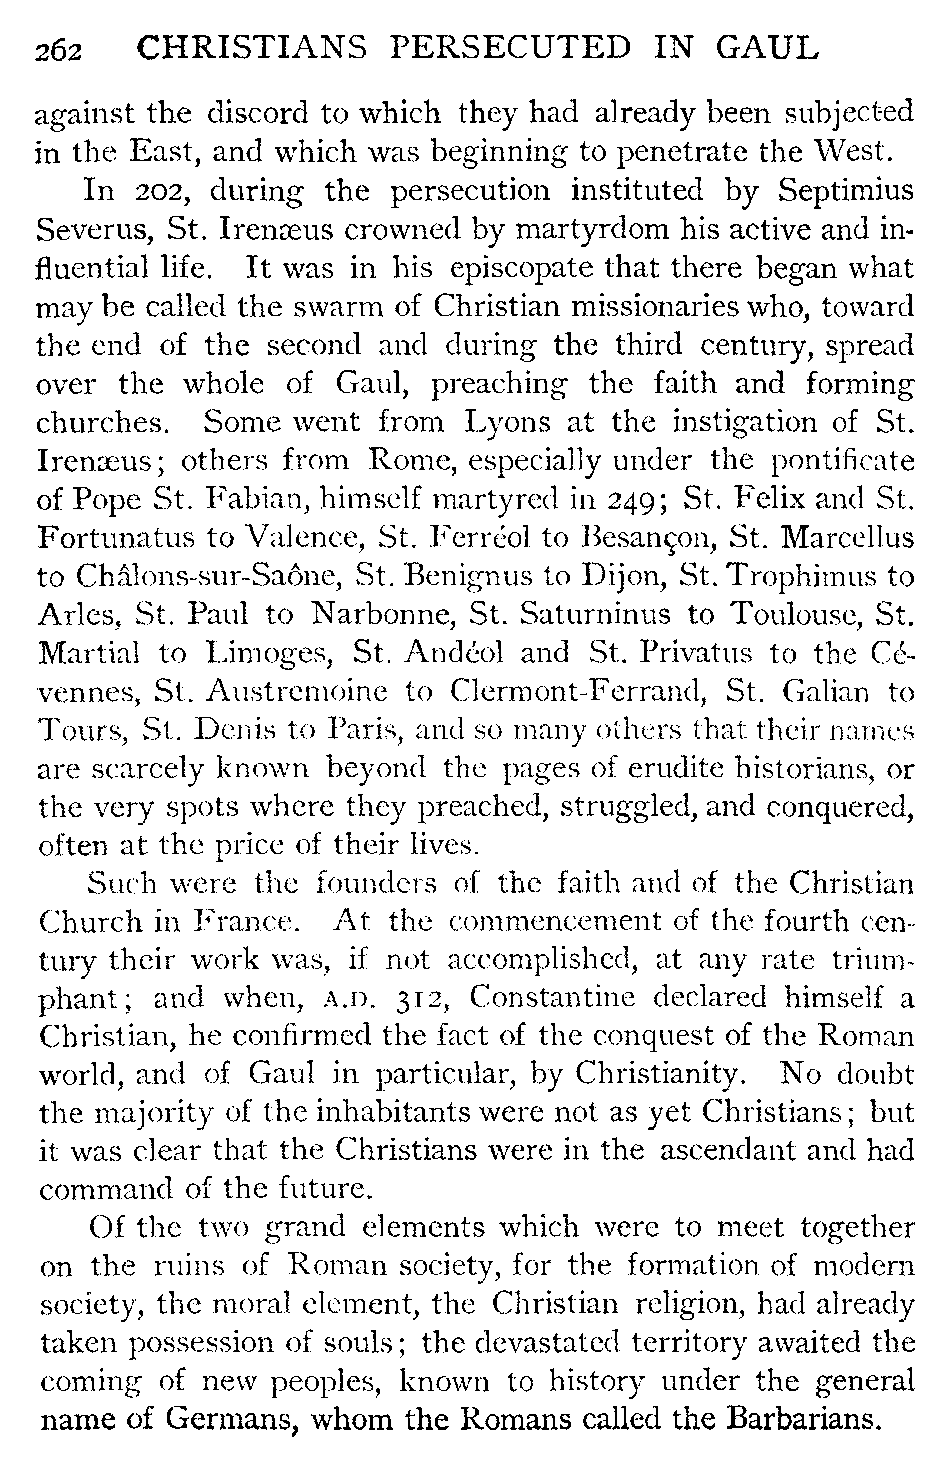 262 CHRISTIANS PERSECUTED IN GAUL
against the discord to which they had already been subjected
in the East, and which was beginning to penetrate the West.
In 202, during the persecution instituted by Septimius
Severus, St. Irenæus crowned by martyrdom his active and in-
fluential life. It was in his episcopate that there began what
may be called the swarm of Christian missionaries who, toward
the end of the second and during the third century, spread
over the whole of Gaul, preaching the faith and forming
churches. Some went from Lyons at the instigation of St.
Irenæus; others from Rome, especially under the pontificate
of Pope St. Fabian, himself martyred in 249; St. Felix and St.
Fortunatus to Valence, St. Ferréol to Besançon, St. Marcellus
to Châlons-sur-Saône, St. Benignus to Dijon, St. Trophimus to
Arles, St. Paul to Narbonne, St. Saturninus to Toulouse, St.
Martial to Limoges, St. Andéol and St. Privatus to the Cé-
vennes, St. Austremoine to Clermont-Ferrand, St. Galian to
Tours, St. Denis to Paris, and so many others that their names
are scarcely known beyond the pages of erudite historians, or
the very spots where they preached, struggled, and conquered,
often at the price of their lives.
Such were the founders of the faith and of the Christian
Church in France. At the commencement of the fourth cen-
tury their work was, if not accomplished, at any rate trium-
phant; and when, A.D. 312, Constantine declared himself a
Christian, he confirmed the fact of the conquest of the Roman
world, and of Gaul in particular, by Christianity. No doubt
the majority of the inhabitants were not as yet Christians; but
it was clear that the Christians were in the ascendant and had
command of the future.
Of the two grand elements which were to meet together
on the ruins of Roman society, for the formation of modern
society, the moral element, the Christian religion, had already
taken possession of souls; the devastated territory awaited the
coming of new peoples, known to history under the general
name of Germans, whom the Romans called the Barbarians.